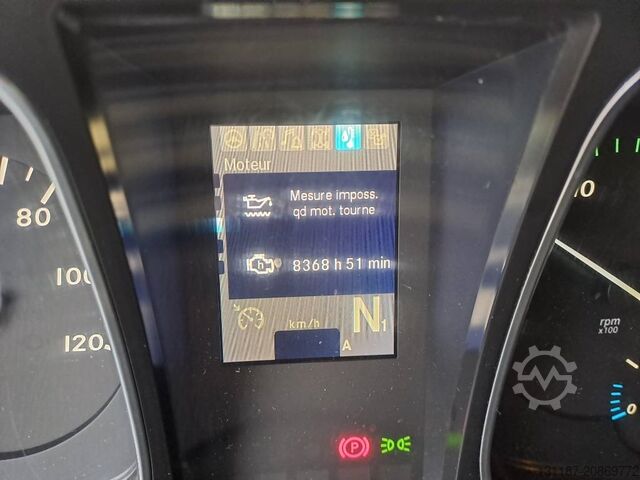 Moteur
Mesure imposs.
qd mot. tourne
h
8368 h 51 min
km/h
N1
A
80
100
120
10
rpm
x100
0
P
131187-20869772